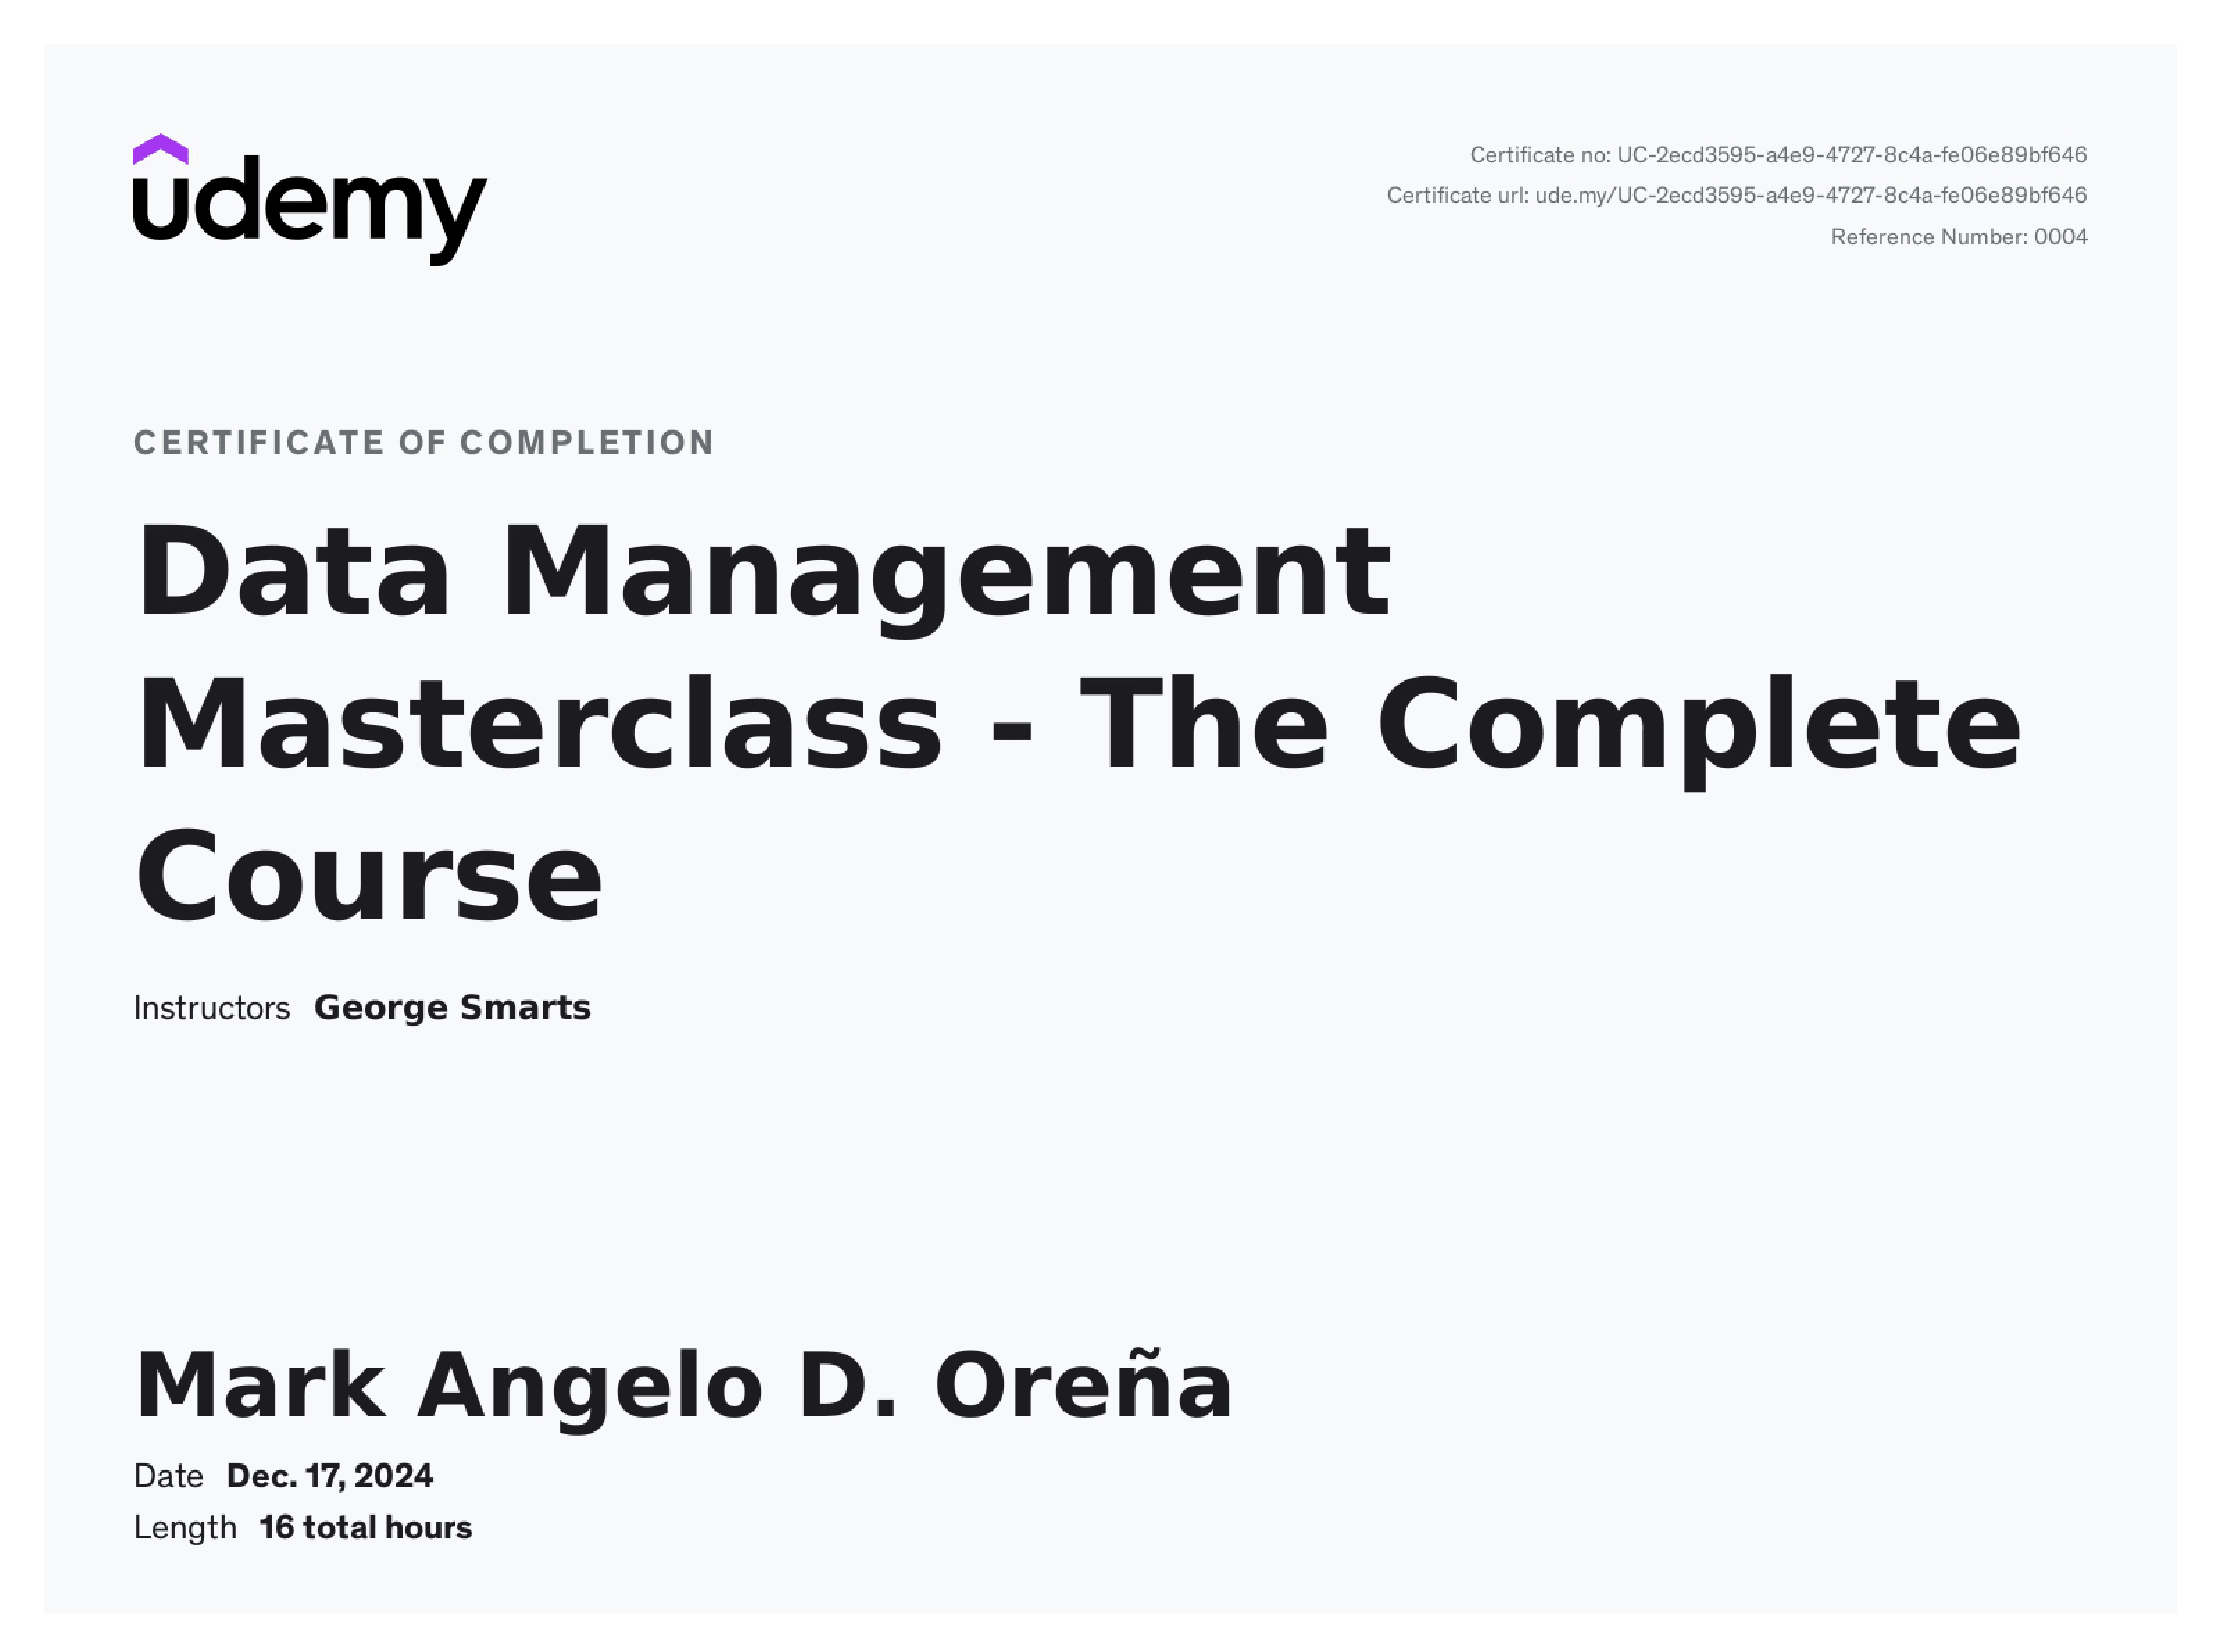 udemy
Certificate no: UC-2ecd3595-a4e9-4727-8c4a-fe06e89bf646
Certificate url: ude.my/UC-2ecd3595-a4e9-4727-8c4a-fe06e89bf646
Reference Number: 0004
CERTIFICATE OF COMPLETION
Data Management
Masterclass - The Complete
Course
Instructors George Smarts
Mark Angelo D. Oreña
Date Dec. 17, 2024
Length 16 total hours